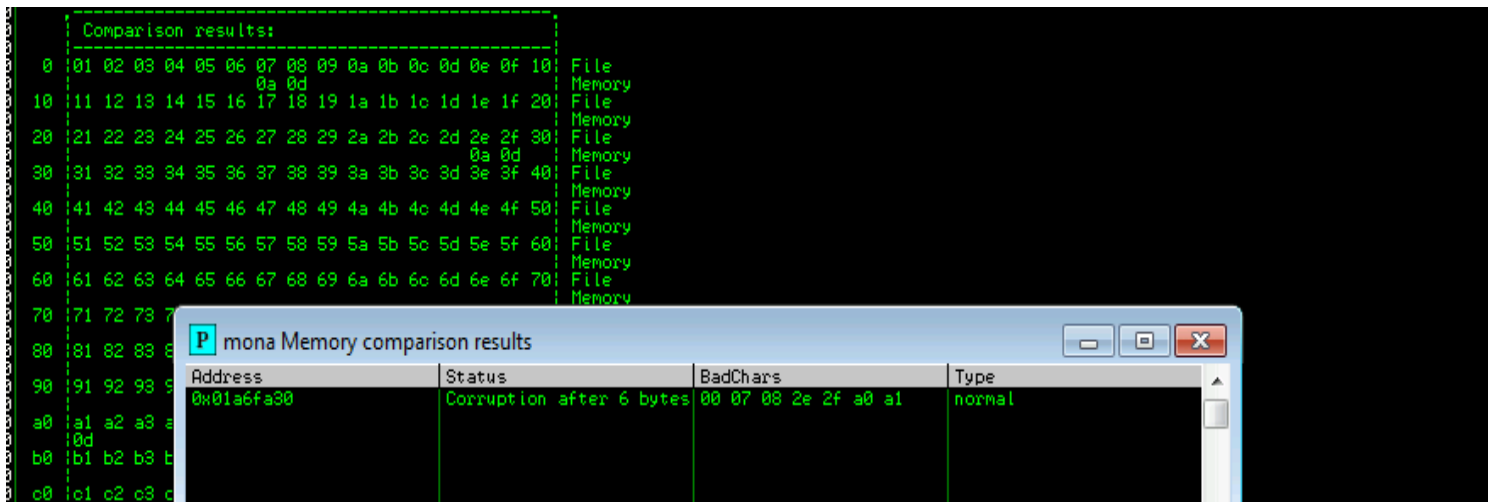 Comparison results:
0 01 02 03 04 05 06 07 08 09 0a 0b 0c 0d 0e 0f 10 File
0a 0d Memory
10 11 12 13 14 15 16 17 18 19 1a 1b 1c 1d 1e 1f 20 File
Memory
20 21 22 23 24 25 26 27 28 29 2a 2b 2c 2d 2e 2f 30 File
0a 0d Memory
30 31 32 33 34 35 36 37 38 39 3a 3b 3c 3d 3e 3f 40 File
Memory
40 41 42 43 44 45 46 47 48 49 4a 4b 4c 4d 4e 4f 50 File
Memory
50 51 52 53 54 55 56 57 58 59 5a 5b 5c 5d 5e 5f 60 File
Memory
60 61 62 63 64 65 66 67 68 69 6a 6b 6c 6d 6e 6f 70 File
Memory
70 71 72 73
80 81 82 83
90 91 92 93
a0 a1 a2 a3
0d
b0 b1 b2 b3
c0 c1 c2 c3
P mona Memory comparison results
Address Status BadChars Type
0x01a6fa30 Corruption after 6 bytes 00 07 08 2e 2f a0 a1 normal